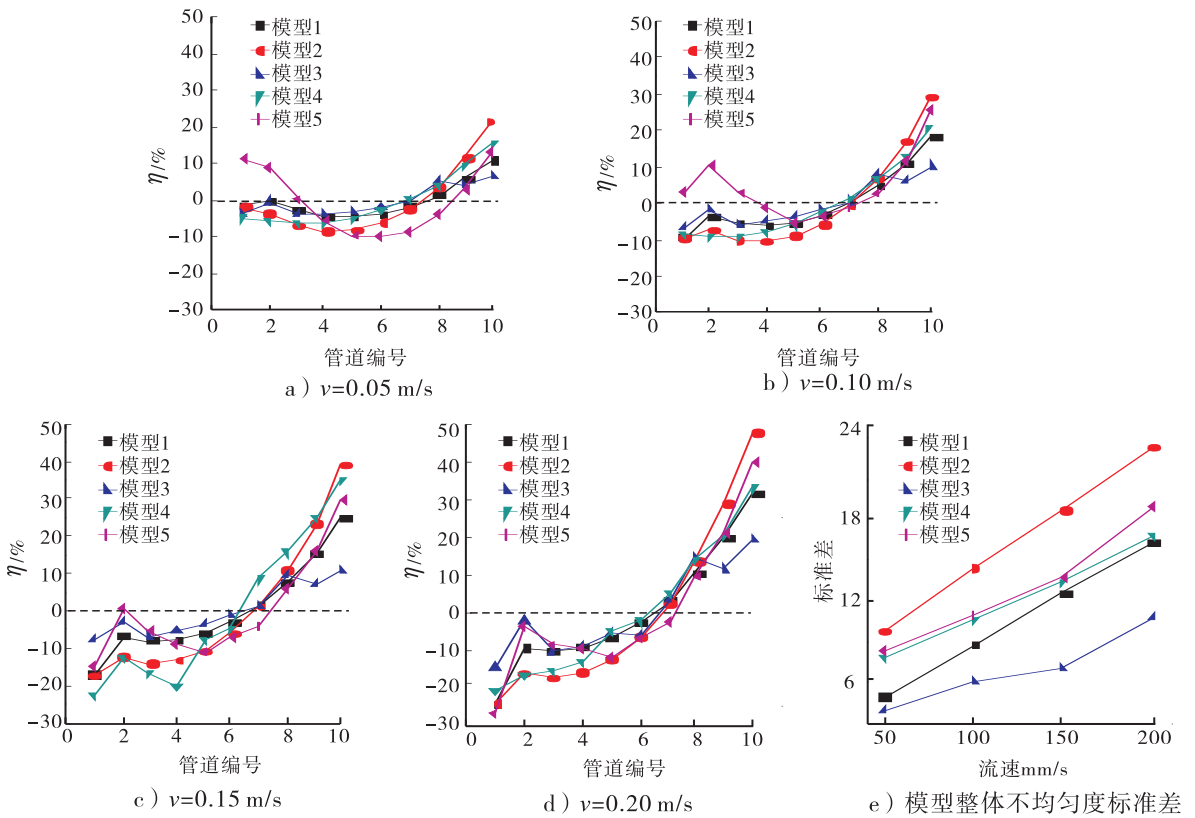 50
40
30
20
10
0
−10
−20
−30
η/%
模型1
模型2
模型3
模型4
模型5
0 2 4 6 8 10
管道编号
a）v=0.05 m/s
50
40
30
20
10
0
−10
−20
−30
η/%
模型1
模型2
模型3
模型4
模型5
0 2 4 6 8 10
管道编号
b）v=0.10 m/s
50
40
30
20
10
0
−10
−20
−30
η/%
模型1
模型2
模型3
模型4
模型5
0 2 4 6 8 10
管道编号
c）v=0.15 m/s
50
40
30
20
10
0
−10
−20
−30
η/%
模型1
模型2
模型3
模型4
模型5
0 2 4 6 8 10
管道编号
d）v=0.20 m/s
24
18
12
6
标准差
模型1
模型2
模型3
模型4
模型5
50 100 150 200
流速mm/s
e）模型整体不均匀度标准差